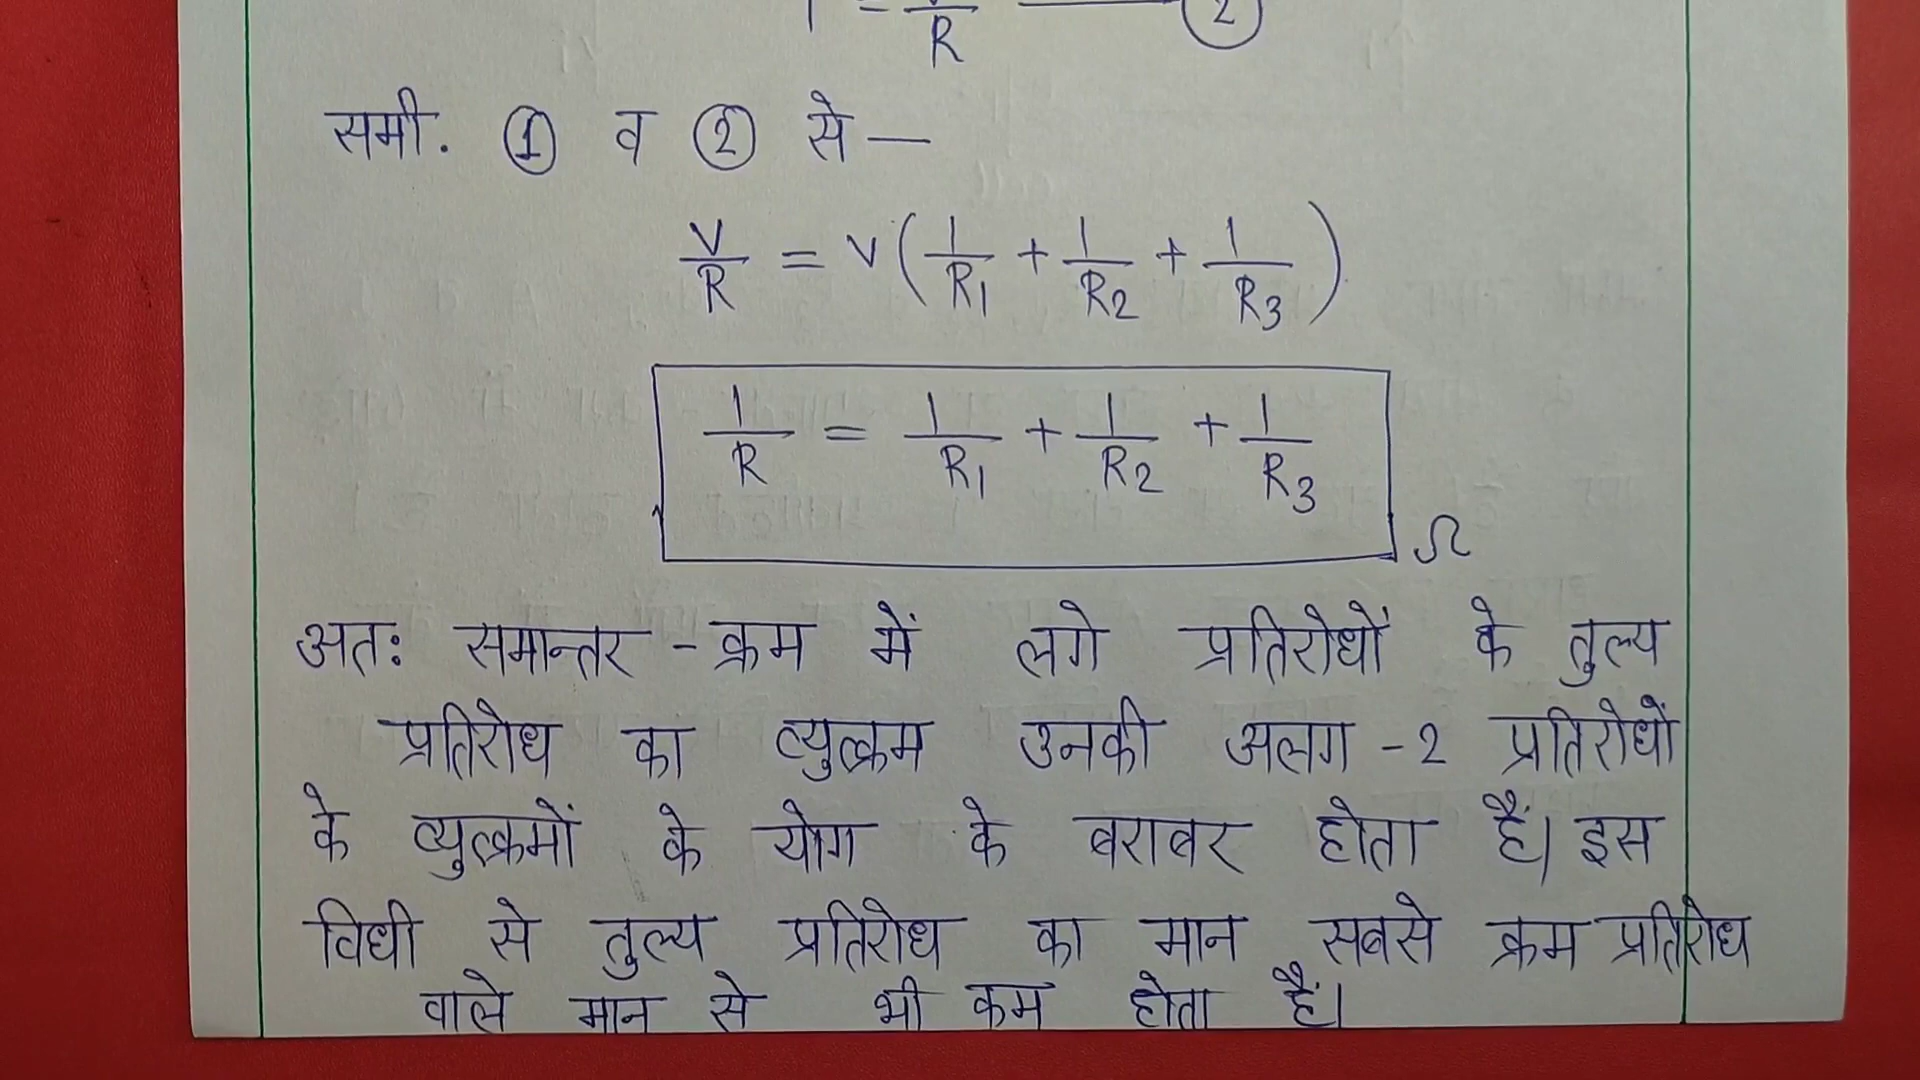 = V/R —— ②
समी. ① व ② से —
V/R = V(1/R1 + 1/R2 + 1/R3)
1/R = 1/R1 + 1/R2 + 1/R3
Ω
अतः समान्तर - क्रम में लगे प्रतिरोधों के तुल्य
प्रतिरोध का व्युत्क्रम उनकी अलग -2 प्रतिरोधों
के व्युत्क्रमों के योग के बराबर होता हैं। इस
विधी से तुल्य प्रतिरोध का मान सबसे क्रम प्रतिरोध
वाले मान से भी कम होता हैं।